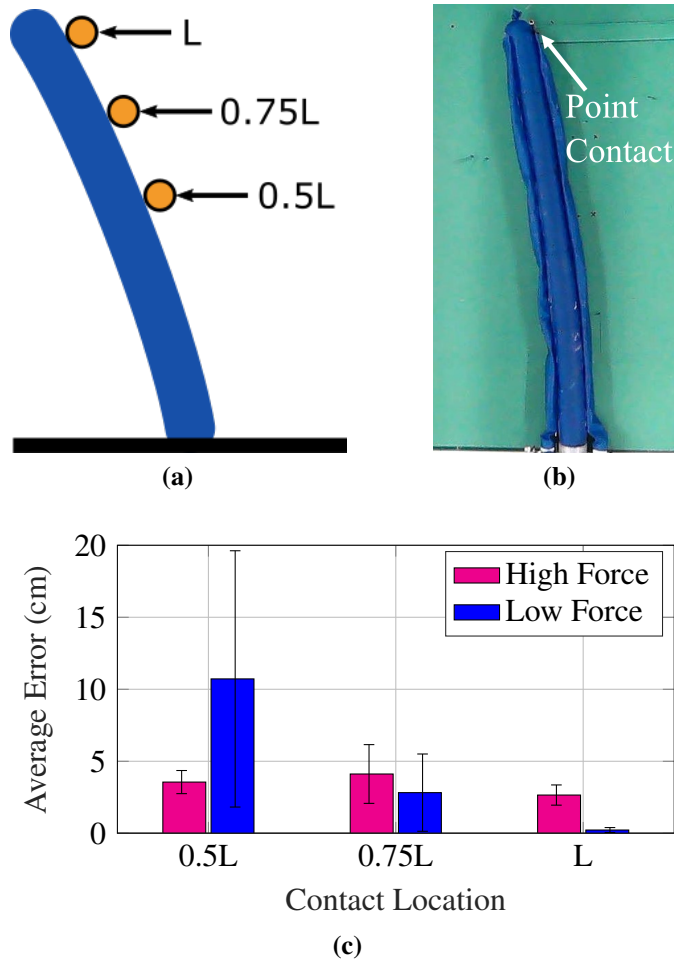 L
0.75L
0.5L
(a)
Point
Contact
(b)
20
15
10
5
0
Average Error (cm)
High Force
Low Force
0.5L
0.75L
L
Contact Location
(c)